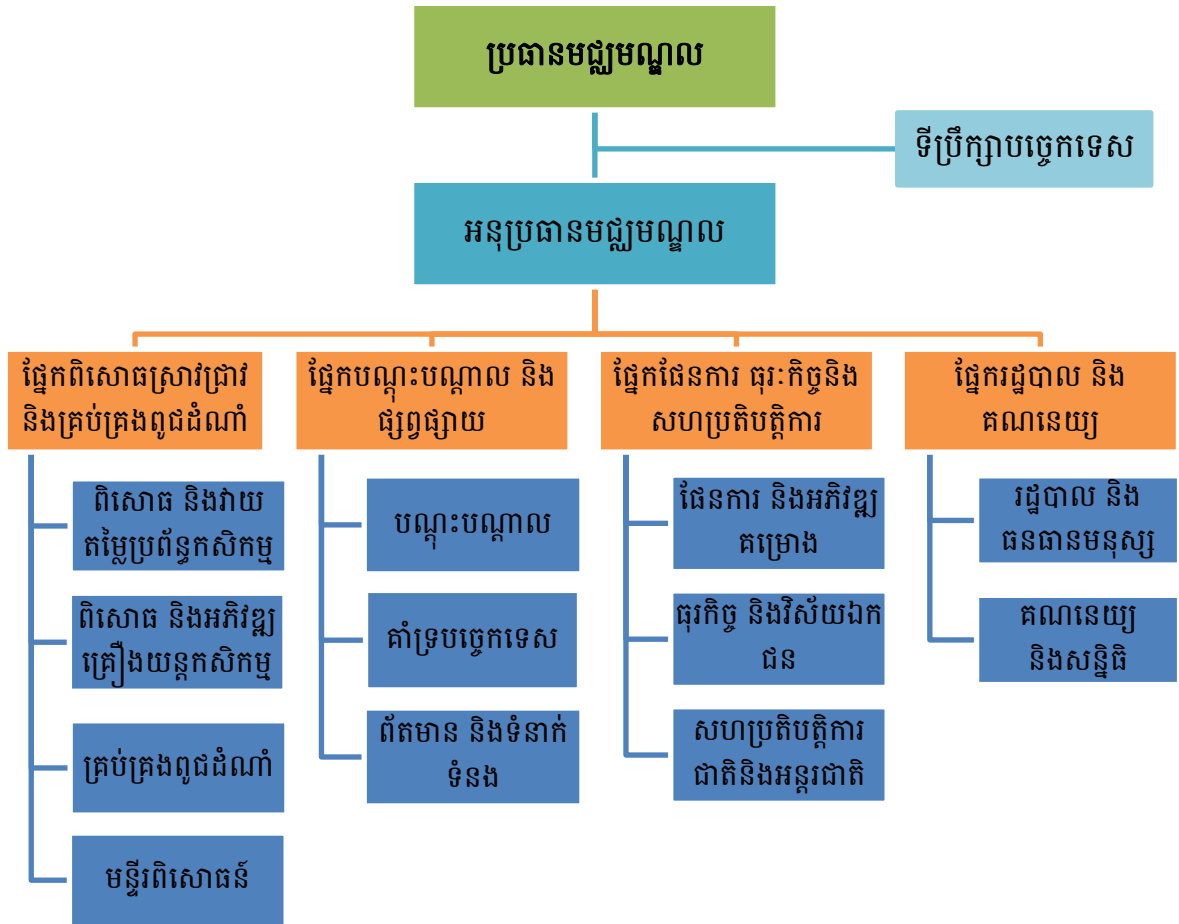 ប្រធានមជ្ឈមណ្ឌល
ទីប្រឹក្សាបច្ចេកទេស
អនុប្រធានមជ្ឈមណ្ឌល
ផ្នែកពិសោធស្រាវជ្រាវ
និងគ្រប់គ្រងពូជដំណាំ
ពិសោធ និងវាយ
តម្លៃប្រព័ន្ធកសិកម្ម
ពិសោធ និងអភិវឌ្ឍ
គ្រឿងយន្តកសិកម្ម
គ្រប់គ្រងពូជដំណាំ
មន្ទីរពិសោធន៍
ផ្នែកបណ្តុះបណ្តាល និង
ផ្សព្វផ្សាយ
បណ្តុះបណ្តាល
គាំទ្របច្ចេកទេស
ព័តមាន និងទំនាក់
ទំនង
ផ្នែកផែនការ ធុរៈកិច្ចនិង
សហប្រតិបត្តិការ
ផែនការ និងអភិវឌ្ឍ
គម្រោង
ធុរកិច្ច និងវិស័យឯក
ជន
សហប្រតិបត្តិការ
ជាតិនិងអន្តរជាតិ
ផ្នែករដ្ឋបាល និង
គណនេយ្យ
រដ្ឋបាល និង
ធនធានមនុស្ស
គណនេយ្យ
និងសន្និធិ